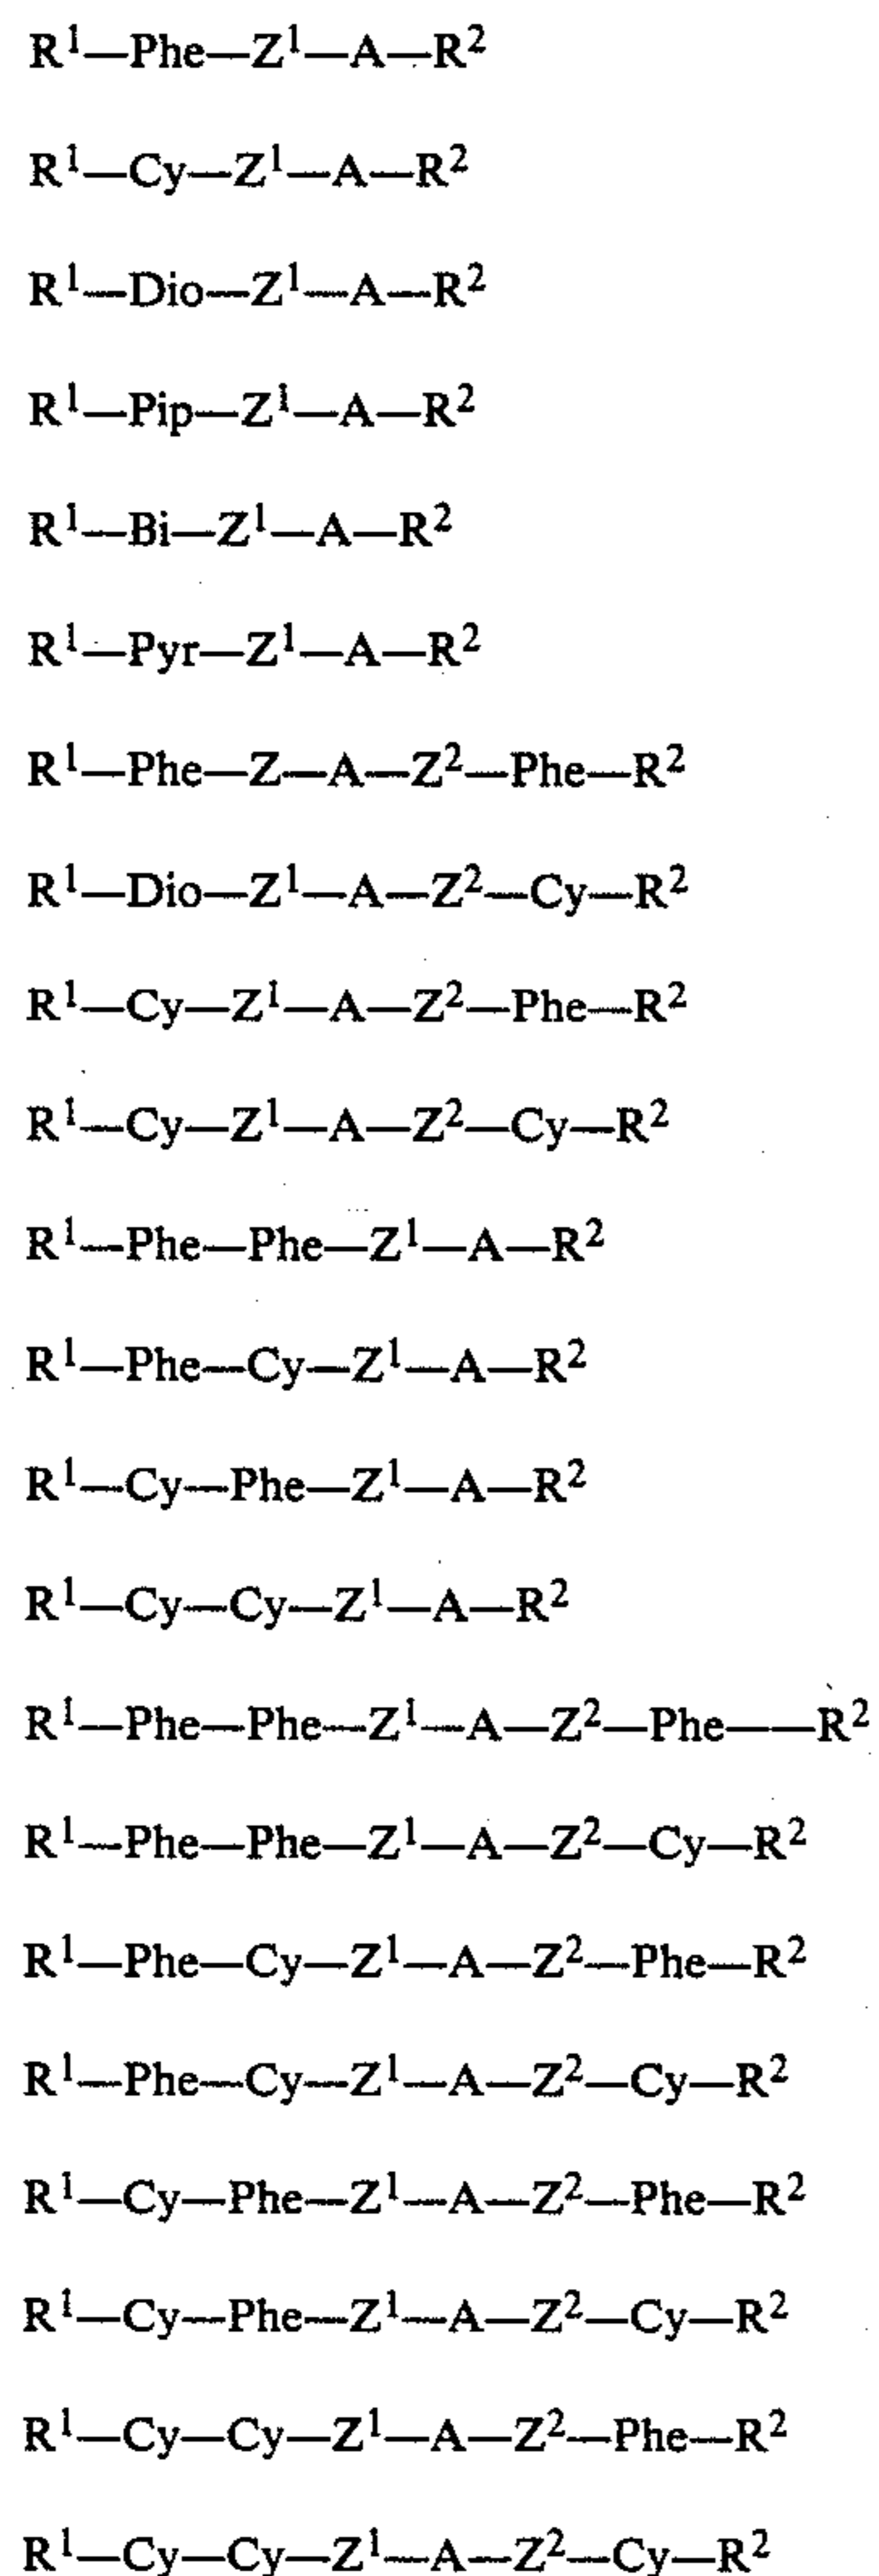 R¹—Phe—Z¹—A—R²
R¹—Cy—Z¹—A—R²
R¹—Dio—Z¹—A—R²
R¹—Pip—Z¹—A—R²
R¹—Bi—Z¹—A—R²
R¹—Pyr—Z¹—A—R²
R¹—Phe—Z—A—Z²—Phe—R²
R¹—Dio—Z¹—A—Z²—Cy—R²
R¹—Cy—Z¹—A—Z²—Phe—R²
R¹—Cy—Z¹—A—Z²—Cy—R²
R¹—Phe—Phe—Z¹—A—R²
R¹—Phe—Cy—Z¹—A—R²
R¹—Cy—Phe—Z¹—A—R²
R¹—Cy—Cy—Z¹—A—R²
R¹—Phe—Phe—Z¹—A—Z²—Phe——R²
R¹—Phe—Phe—Z¹—A—Z²—Cy—R²
R¹—Phe—Cy—Z¹—A—Z²—Phe—R²
R¹—Phe—Cy—Z¹—A—Z²—Cy—R²
R¹—Cy—Phe—Z¹—A—Z²—Phe—R²
R¹—Cy—Phe—Z¹—A—Z²—Cy—R²
R¹—Cy—Cy—Z¹—A—Z²—Phe—R²
R¹—Cy—Cy—Z¹—A—Z²—Cy—R²